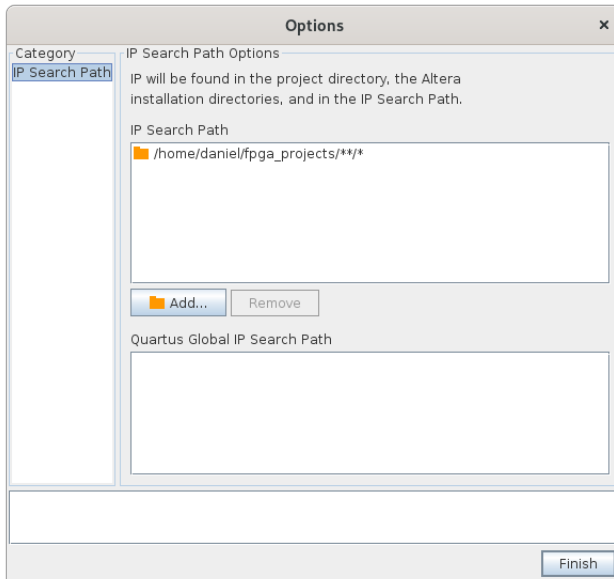 Options
×
Category
IP Search Path
IP Search Path Options
IP will be found in the project directory, the Altera
installation directories, and in the IP Search Path.
IP Search Path
/home/daniel/fpga_projects/**/*
Add...
Remove
Quartus Global IP Search Path
Finish